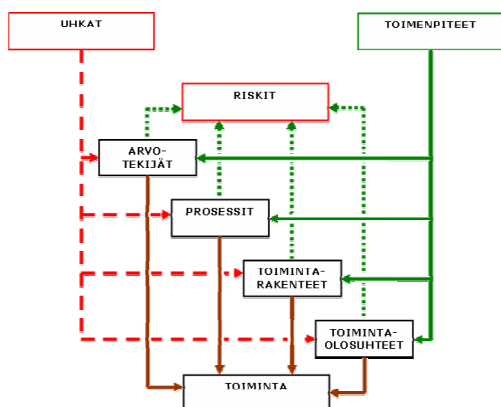 UHKAT
TOIMENPITEET
RISKIT
ARVO-
TEKIJÄT
PROSESSIT
TOIMINTA-
RAKENTEET
TOIMINTA-
OLOSUHTEET
TOIMINTA